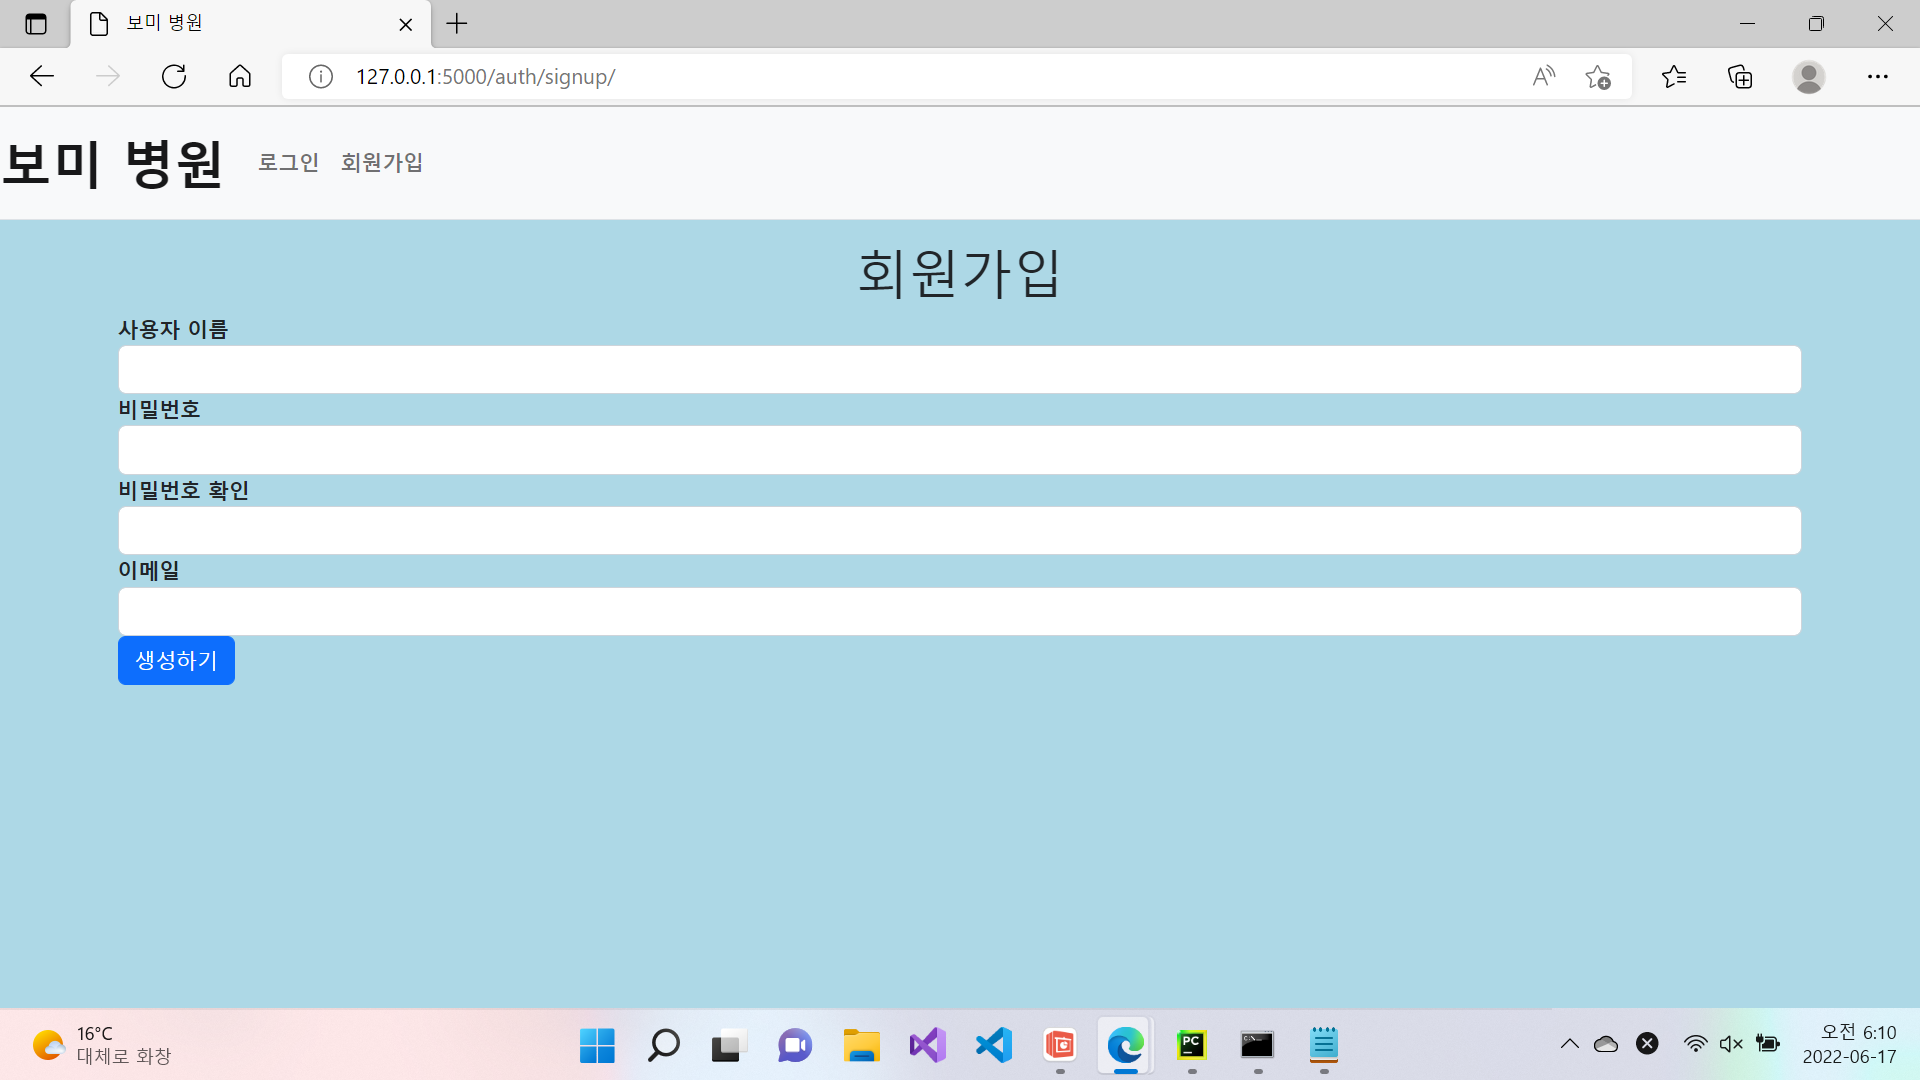 보미 병원
127.0.0.1:5000/auth/signup/
보미 병원 로그인 회원가입
회원가입
사용자 이름
비밀번호
비밀번호 확인
이메일
생성하기
16°C
대체로 화창
PC
오전 6:10
2022-06-17